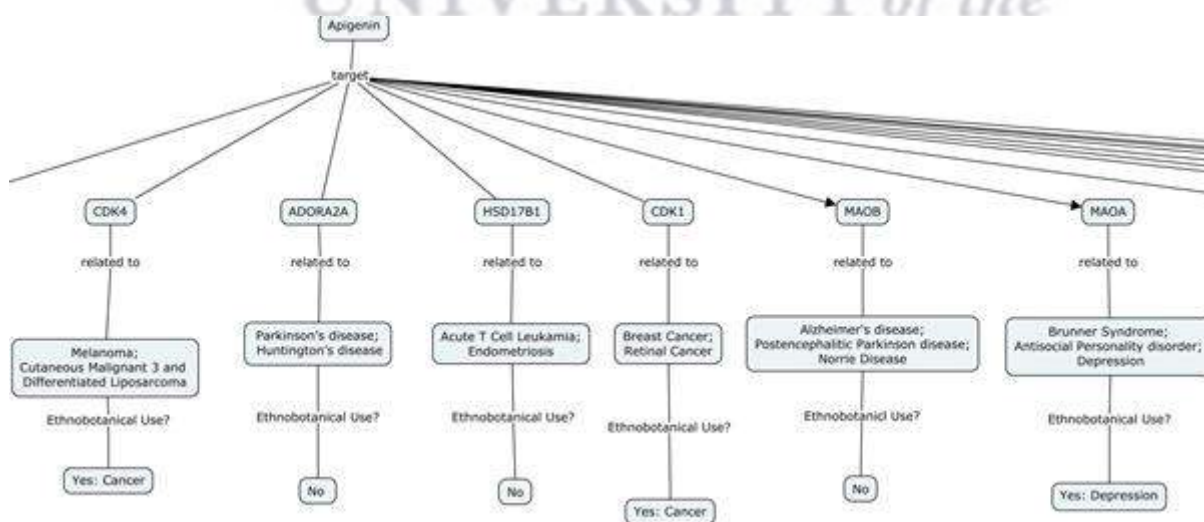 UNIVERSITY of the
Apigenin
target
CDK4
ADORA2A
HSD17B1
CDK1
MAOB
MAOA
related to
related to
related to
related to
related to
related to
Melanoma;
Cutaneous Malignant 3 and
Differentiated Liposarcoma
Parkinson's disease;
Huntington's disease
Acute T Cell Leukamia;
Endometriosis
Breast Cancer;
Retinal Cancer
Alzheimer's disease;
Postencephalitic Parkinson disease;
Norrie Disease
Brunner Syndrome;
Antisocial Personality disorder;
Depression
Ethnobotanical Use?
Ethnobotanical Use?
Ethnobotanical Use?
Ethnobotanical Use?
Ethnobotanicl Use?
Ethnobotanical Use?
Yes: Cancer
No
No
Yes: Cancer
No
Yes: Depression